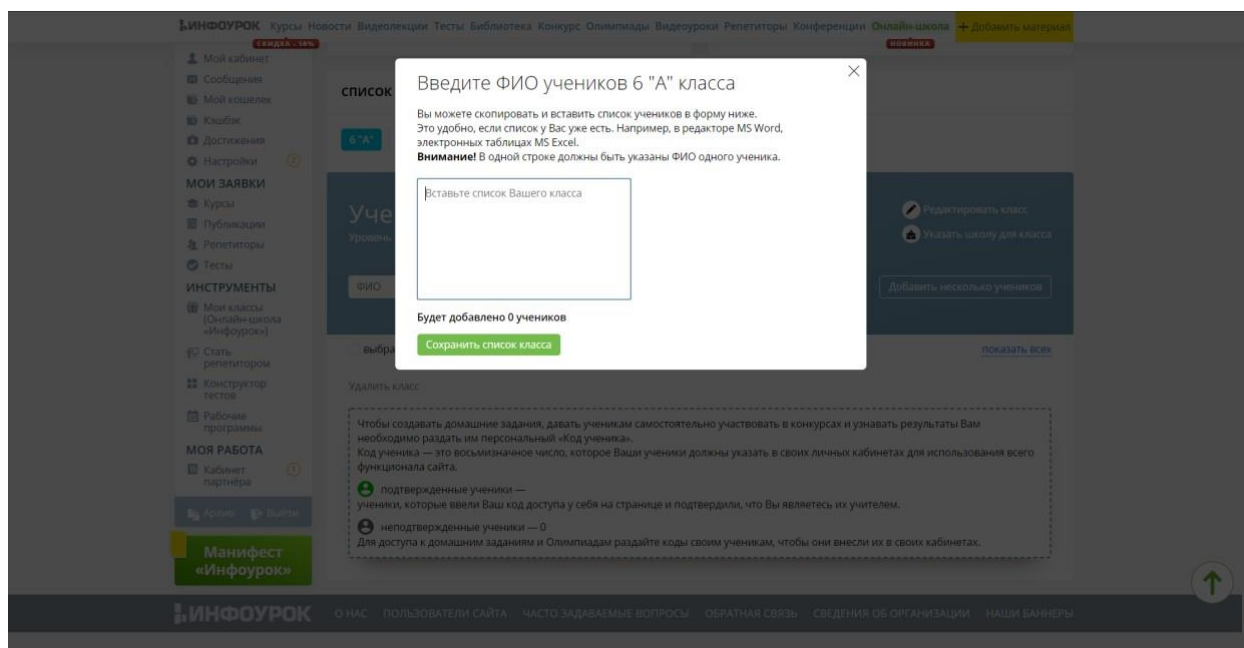 ИНФОУРОК Курсы Новости Видеолекции Тесты Библиотека Конкурс Олимпиады Видеоуроки Репетиторы Конференции Онлайн-школа + Добавить материал
НОВИНКА
Мой кабинет
Сообщения
Мой кошелек
Кэшбэк
Достижения
Настройки 2
МОИ ЗАЯВКИ
Курсы
Публикации
Репетиторы
Тесты
ИНСТРУМЕНТЫ
Мои классы
(Онлайн-школа
«Инфоурок»)
Стать
репетитором
Конструктор
тестов
Рабочие
программы
МОЯ РАБОТА
Кабинет
партнёра
Архив Выйти
Манифест
«Инфоурок»
список
6 "А"
Уче
Уровень
ФИО
Редактировать класс
Указать школу для класса
Добавить несколько учеников
Введите ФИО учеников 6 "А" класса
Вы можете скопировать и вставить список учеников в форму ниже.
Это удобно, если список у Вас уже есть. Например, в редакторе MS Word,
электронных таблицах MS Excel.
Внимание! В одной строке должны быть указаны ФИО одного ученика.
Вставьте список Вашего класса
Будет добавлено 0 учеников
Сохранить список класса
выбра
показать всех
Удалить класс
Чтобы создавать домашние задания, давать ученикам самостоятельно участвовать в конкурсах и узнавать результаты Вам
необходимо раздать им персональный «Код ученика».
Код ученика — это восьмизначное число, которое Ваши ученики должны указать в своих личных кабинетах для использования всего
функционала сайта.
подтвержденные ученики —
ученики, которые ввели Ваш код доступа у себя на странице и подтвердили, что Вы являетесь их учителем.
неподтвержденные ученики — 0
Для доступа к домашним заданиям и Олимпиадам раздайте коды своим ученикам, чтобы они внесли их в своих кабинетах.
ИНФОУРОК О НАС ПОЛЬЗОВАТЕЛИ САЙТА ЧАСТО ЗАДАВАЕМЫЕ ВОПРОСЫ ОБРАТНАЯ СВЯЗЬ СВЕДЕНИЯ ОБ ОРГАНИЗАЦИИ НАШИ БАННЕРЫ